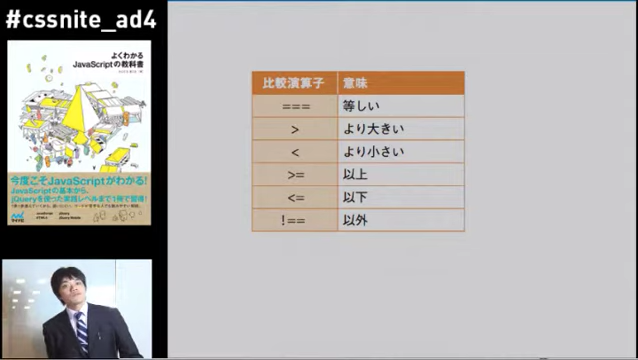 #cssnite_ad4
よくわかる
JavaScriptの教科書
今度こそJavaScriptがわかる!
JavaScriptの基本から、
jQueryを使った実践レベルまで1冊で習得!
マイナビ
比較演算子 意味
=== 等しい
> より大きい
< より小さい
>= 以上
<= 以下
!== 以外